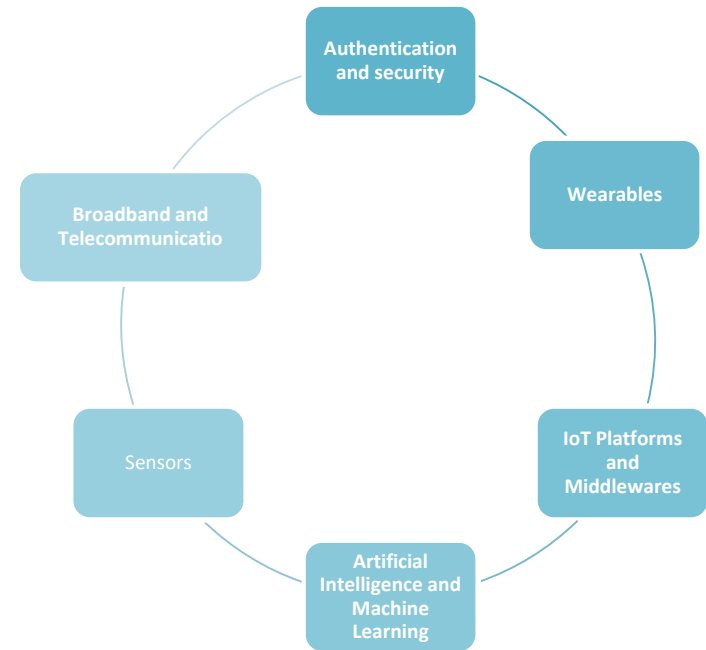 Authentication
and security
Wearables
IoT Platforms
and
Middlewares
Artificial
Intelligence and
Machine
Learning
Sensors
Broadband and
Telecommunicatio